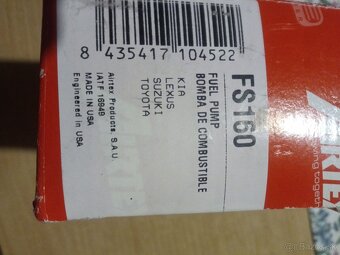 8 435417 104522
FS160
FUEL PUMP
BOMBA DE COMBUSTIBLE
KIA
LEXUS
SUZUKI
TOYOTA
Airtex Products, S.A.U.
IATF 16949
MADE IN USA
Engineered in USA